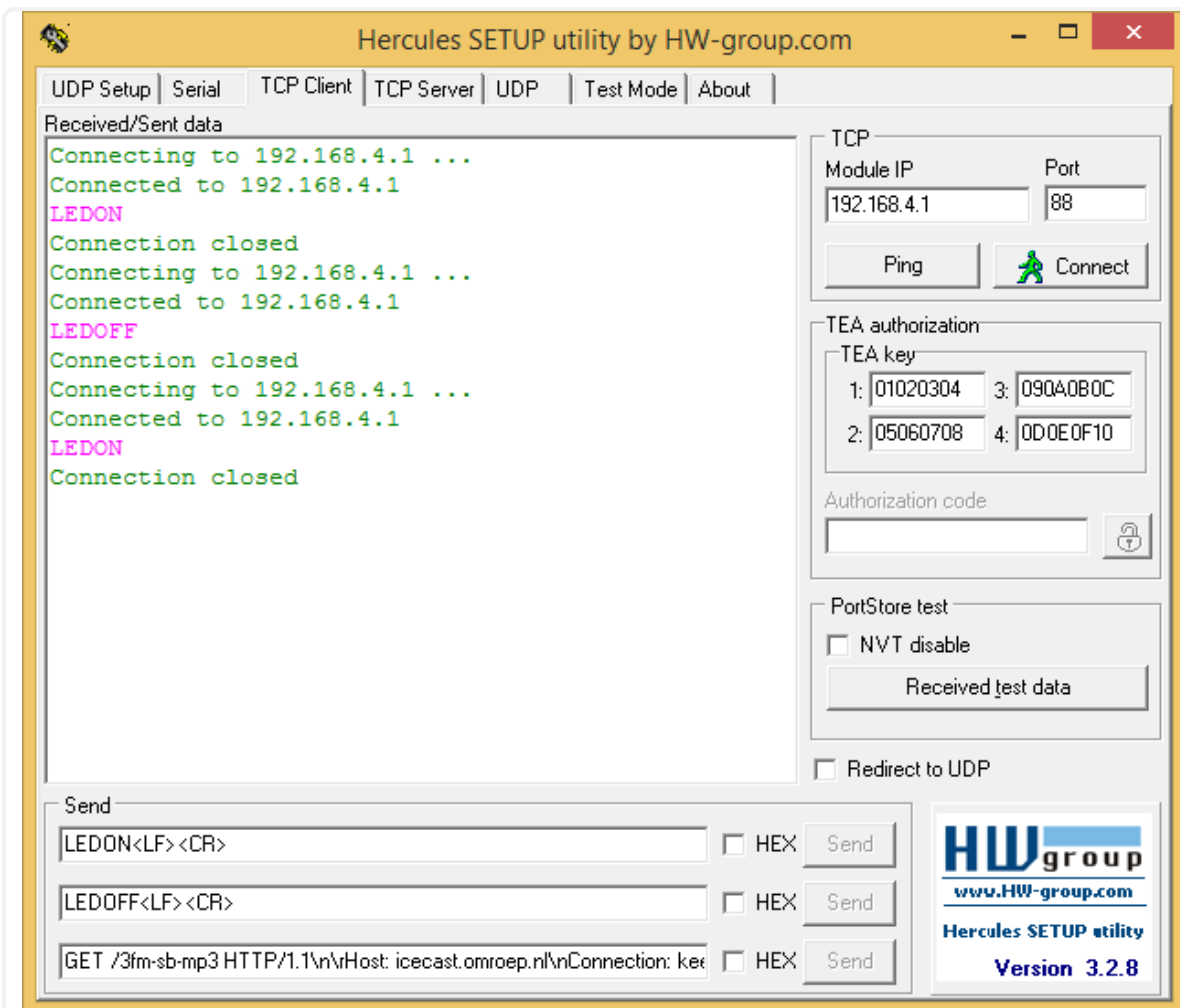 Hercules SETUP utility by HW-group.com
UDP Setup Serial TCP Client TCP Server UDP Test Mode About
Received/Sent data
Connecting to 192.168.4.1 ...
Connected to 192.168.4.1
LEDON
Connection closed
Connecting to 192.168.4.1 ...
Connected to 192.168.4.1
LEDOFF
Connection closed
Connecting to 192.168.4.1 ...
Connected to 192.168.4.1
LEDON
Connection closed
TCP
Module IP Port
192.168.4.1 88
Ping Connect
TEA authorization
TEA key
1: 01020304 3: 090A0B0C
2: 05060708 4: 0D0E0F10
Authorization code
PortStore test
NVT disable
Received test data
Redirect to UDP
Send
LEDON<LF><CR> HEX Send
LEDOFF<LF><CR> HEX Send
GET /3fm-sb-mp3 HTTP/1.1\n\rHost: icecast.omroep.nl\nConnection: kee HEX Send
HW group
www.HW-group.com
Hercules SETUP utility
Version 3.2.8